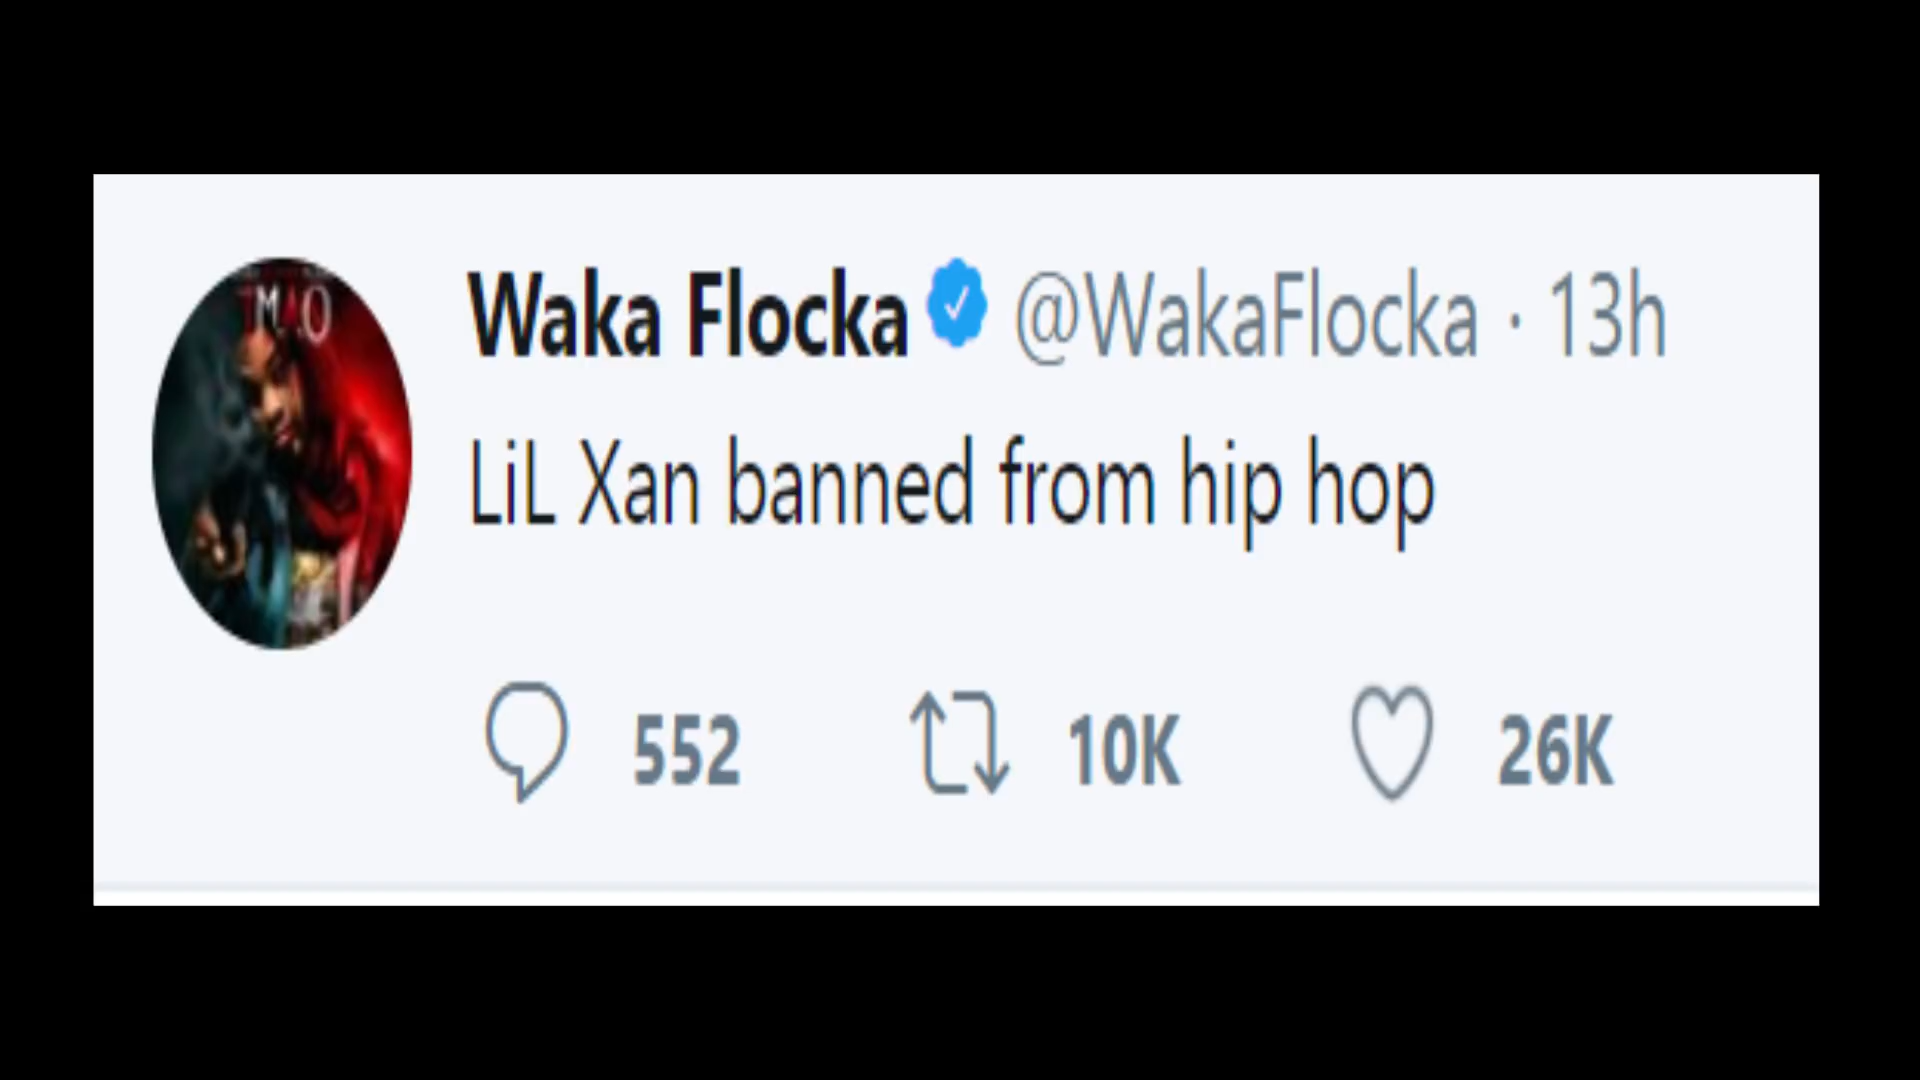 Waka Flocka @WakaFlocka · 13h
LiL Xan banned from hip hop
552 10K 26K